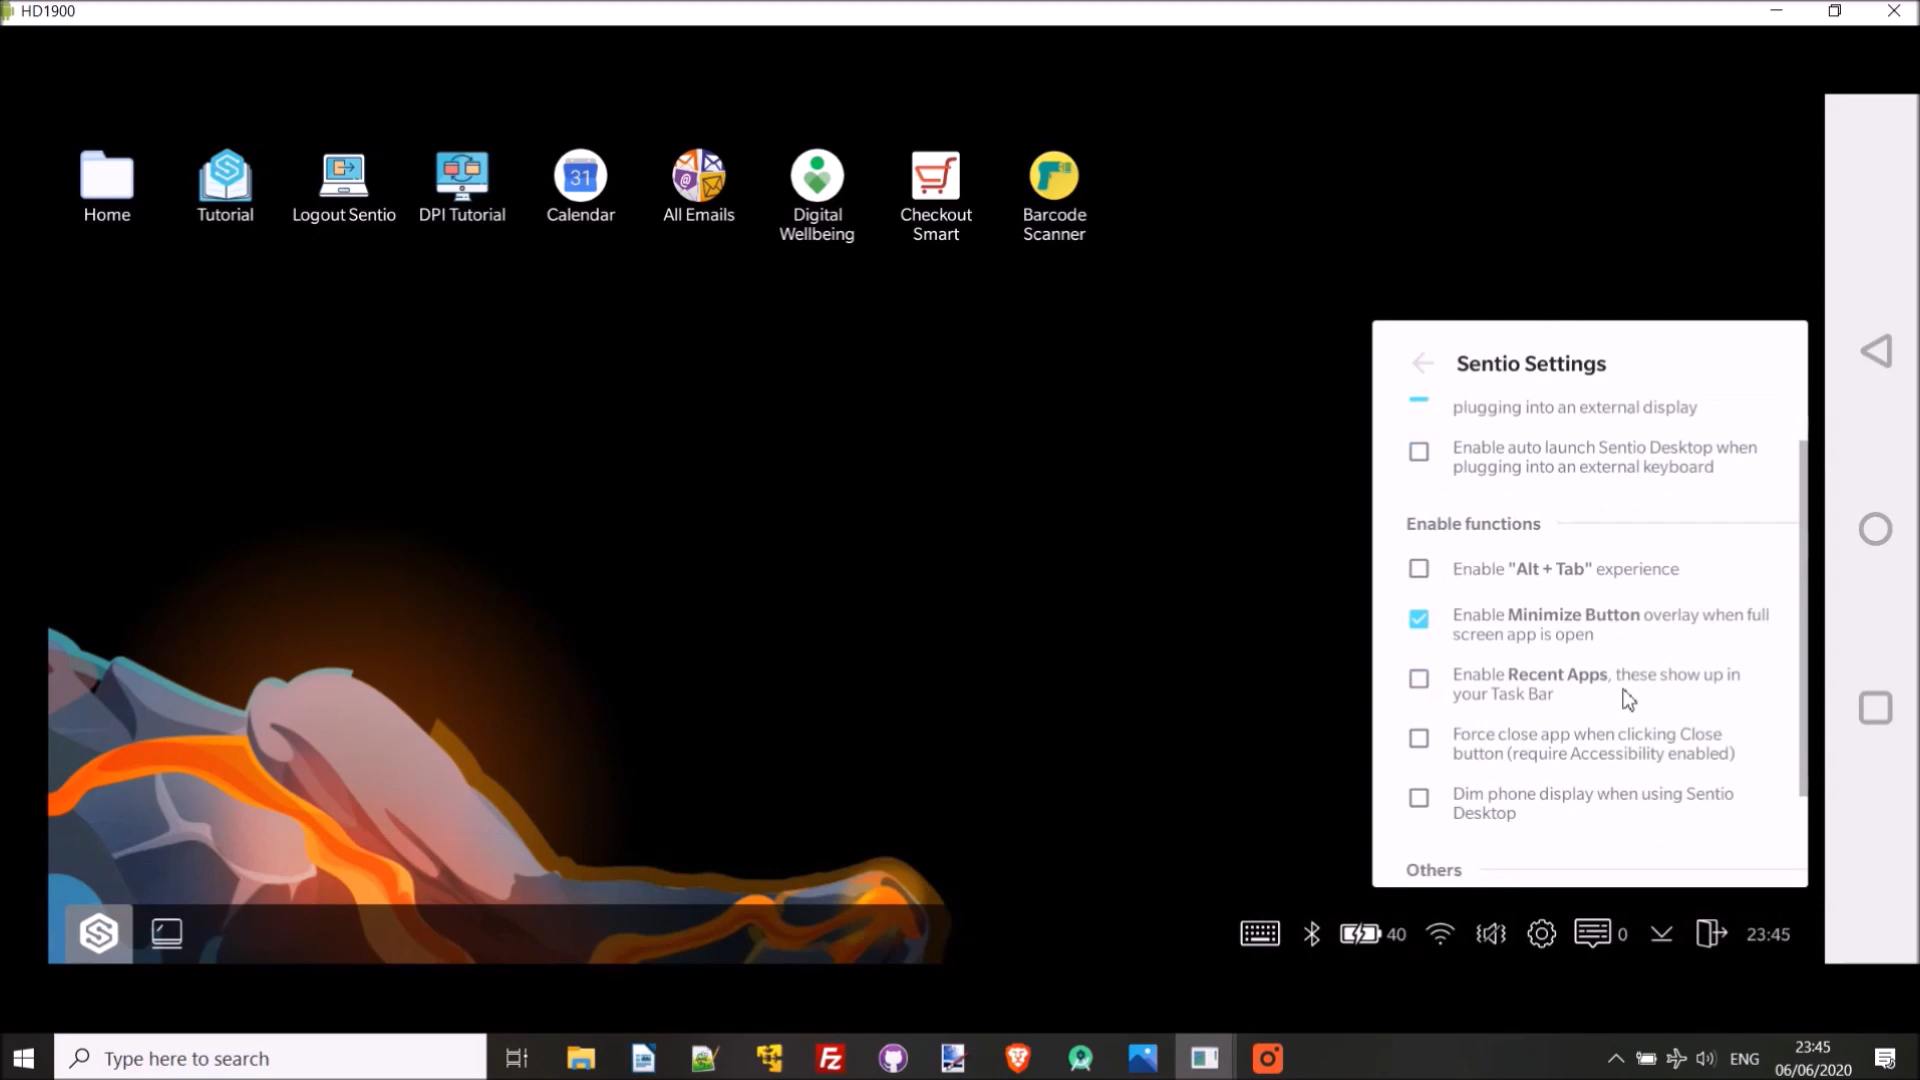 HD1900
Home
Tutorial
Logout Sentio
DPI Tutorial
31
Calendar
@
All Emails
Digital
Wellbeing
Checkout
Smart
Barcode
Scanner
Sentio Settings
plugging into an external display
Enable auto launch Sentio Desktop when
plugging into an external keyboard
Enable functions
Enable "Alt + Tab" experience
Enable Minimize Button overlay when full
screen app is open
Enable Recent Apps, these show up in
your Task Bar
Force close app when clicking Close
button (require Accessibility enabled)
Dim phone display when using Sentio
Desktop
Others
40
0
23:45
Type here to search
FZ
ENG
23:45
06/06/2020